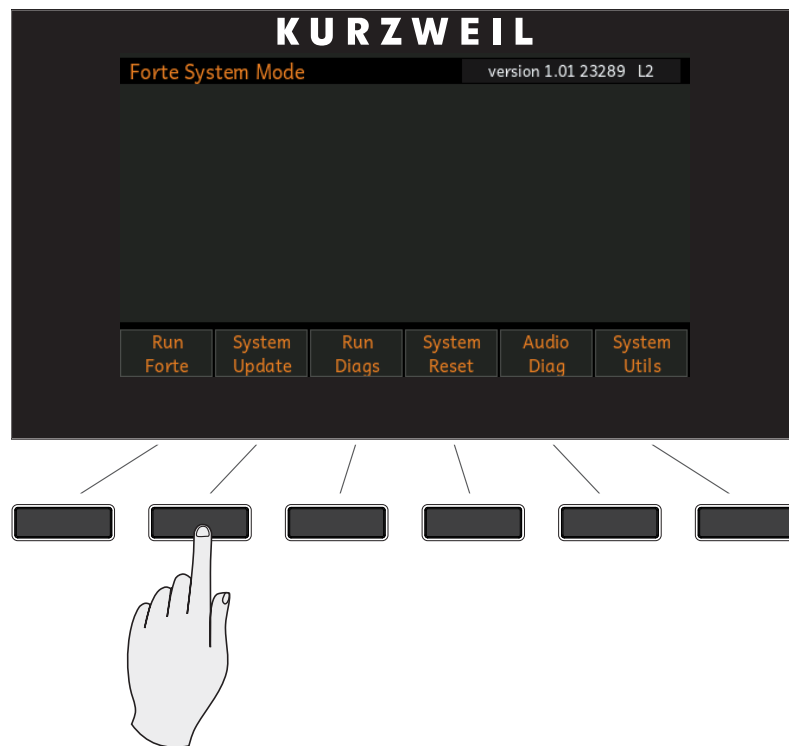 KURZWEIL
Forte System Mode
version 1.01 23289 L2
Run Forte
System Update
Run Diags
System Reset
Audio Diag
System Utils